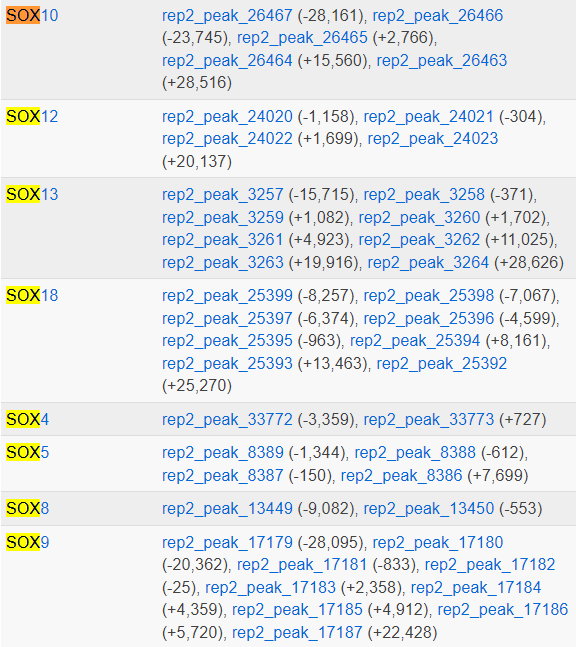 SOX10 rep2_peak_26467 (-28,161), rep2_peak_26466
(-23,745), rep2_peak_26465 (+2,766),
rep2_peak_26464 (+15,560), rep2_peak_26463
(+28,516)
SOX12 rep2_peak_24020 (-1,158), rep2_peak_24021 (-304),
rep2_peak_24022 (+1,699), rep2_peak_24023
(+20,137)
SOX13 rep2_peak_3257 (-15,715), rep2_peak_3258 (-371),
rep2_peak_3259 (+1,082), rep2_peak_3260 (+1,702),
rep2_peak_3261 (+4,923), rep2_peak_3262 (+11,025),
rep2_peak_3263 (+19,916), rep2_peak_3264 (+28,626)
SOX18 rep2_peak_25399 (-8,257), rep2_peak_25398 (-7,067),
rep2_peak_25397 (-6,374), rep2_peak_25396 (-4,599),
rep2_peak_25395 (-963), rep2_peak_25394 (+8,161),
rep2_peak_25393 (+13,463), rep2_peak_25392
(+25,270)
SOX4 rep2_peak_33772 (-3,359), rep2_peak_33773 (+727)
SOX5 rep2_peak_8389 (-1,344), rep2_peak_8388 (-612),
rep2_peak_8387 (-150), rep2_peak_8386 (+7,699)
SOX8 rep2_peak_13449 (-9,082), rep2_peak_13450 (-553)
SOX9 rep2_peak_17179 (-28,095), rep2_peak_17180
(-20,362), rep2_peak_17181 (-833), rep2_peak_17182
(-25), rep2_peak_17183 (+2,358), rep2_peak_17184
(+4,359), rep2_peak_17185 (+4,912), rep2_peak_17186
(+5,720), rep2_peak_17187 (+22,428)